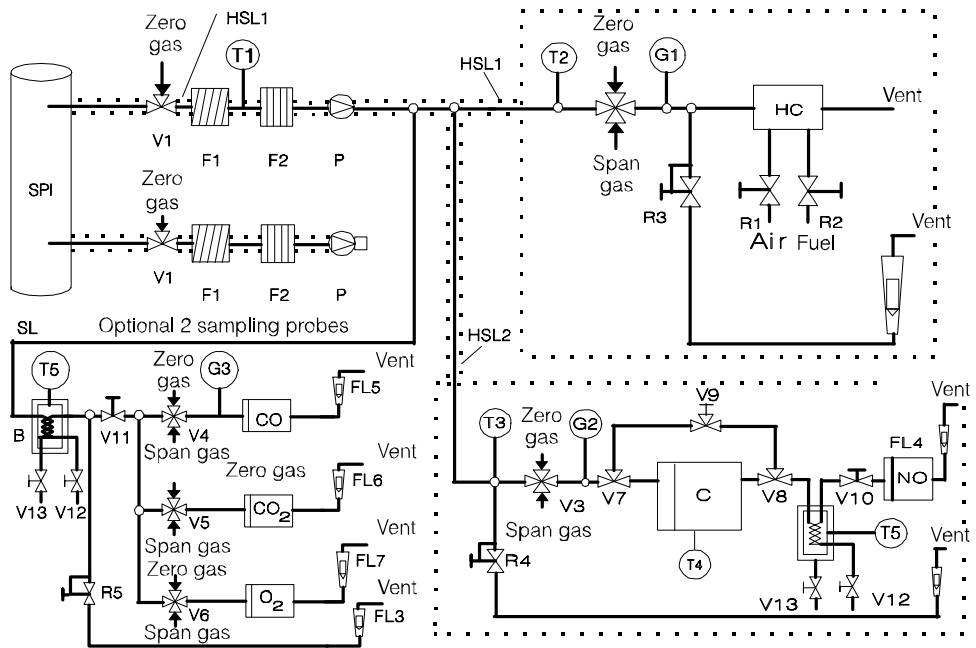 Zero
gas
HSL1
T1
V1
F1
F2
P
SPI
Zero
gas
V1
F1
F2
P
Optional 2 sampling probes
HSL1
T2
Zero
gas
G1
Span
gas
HC
Vent
R3
R1
R2
Air
Fuel
Vent
SL
HSL2
T5
B
V13
V12
V11
Zero
gas
G3
V4
Span gas
CO
FL5
Vent
Zero gas
V5
Span gas
CO2
FL6
Vent
Zero gas
V6
Span gas
O2
FL7
Vent
R5
FL3
Vent
T3
Zero
gas
G2
V9
V3
Span gas
V7
C
T4
V8
V10
FL4
NO
Vent
T5
R4
V13
V12
Vent